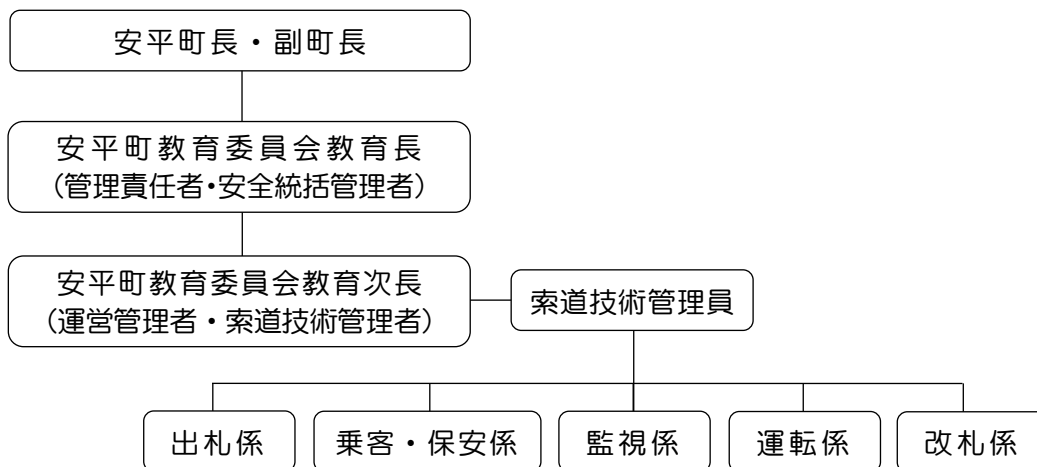 安平町長・副町長
安平町教育委員会教育長
（管理責任者・安全統括管理者）
安平町教育委員会教育次長
（運営管理者・索道技術管理者）
索道技術管理員
出札係
乗客・保安係
監視係
運転係
改札係